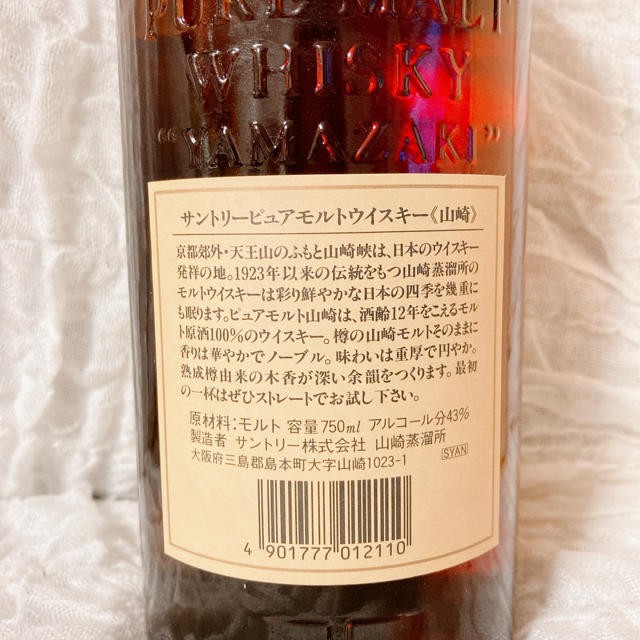 PURE MALT
WHISKY
"YAMAZAKI"
サントリーピュアモルトウイスキー《山崎》
京都郊外・天王山のふもと山崎峡は、日本のウイスキー
発祥の地。1923年以来の伝統をもつ山崎蒸溜所の
モルトウイスキーは彩り鮮やかな日本の四季を幾重に
も眠ります。ピュアモルト山崎は、酒齢12年をこえるモル
ト原酒100%のウイスキー。樽の山崎モルトそのままに
香りは華やかでノーブル。味わいは重厚で円やか。
熟成樽由来の木香が深い余韻をつくります。最初
の一杯はぜひストレートでお試し下さい。
原材料:モルト 容量750ml アルコール分43%
製造者 サントリー株式会社 山崎蒸溜所
大阪府三島郡島本町大字山崎1023-1
SYAN
4 901777 012110